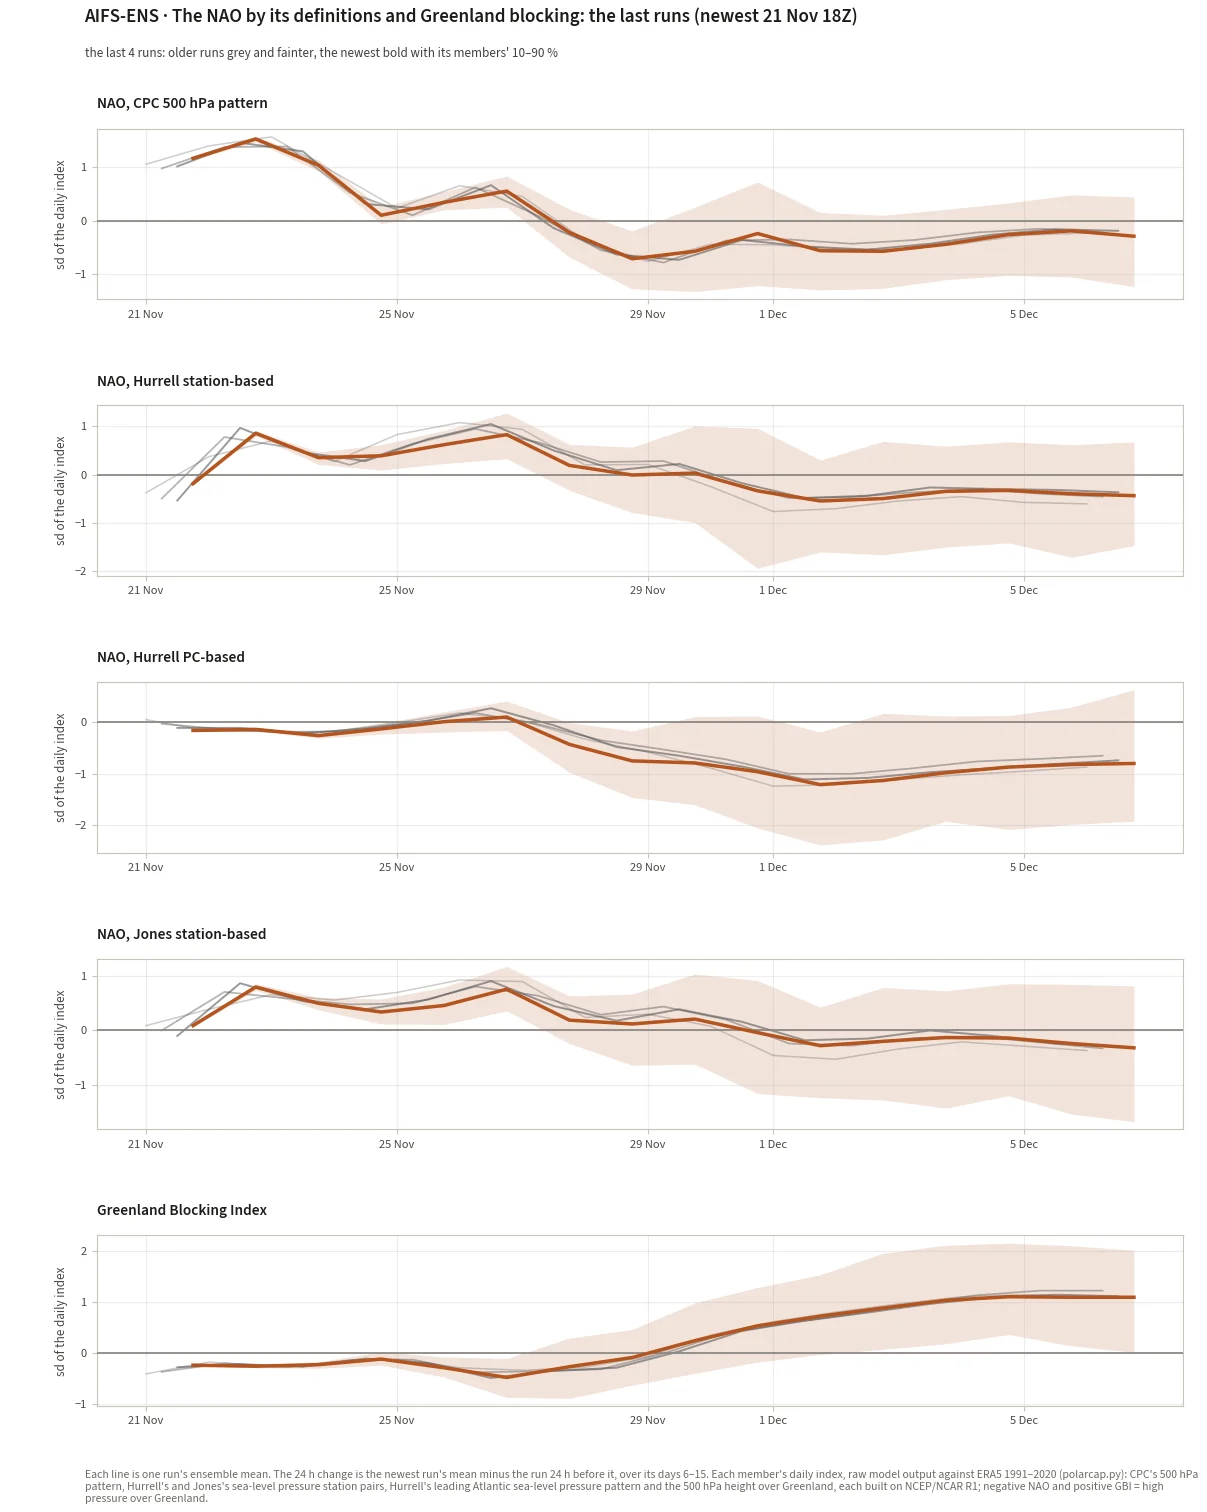 AIFS-ENS · The NAO by its definitions and Greenland blocking: the last runs (newest 21 Nov 18Z)
the last 4 runs: older runs grey and fainter, the newest bold with its members' 10–90 %
NAO, CPC 500 hPa pattern
sd of the daily index
1
0
−1
21 Nov
25 Nov
29 Nov
1 Dec
5 Dec
NAO, Hurrell station-based
sd of the daily index
1
0
−1
−2
21 Nov
25 Nov
29 Nov
1 Dec
5 Dec
NAO, Hurrell PC-based
sd of the daily index
0
−1
−2
21 Nov
25 Nov
29 Nov
1 Dec
5 Dec
NAO, Jones station-based
sd of the daily index
1
0
−1
21 Nov
25 Nov
29 Nov
1 Dec
5 Dec
Greenland Blocking Index
sd of the daily index
2
1
0
−1
21 Nov
25 Nov
29 Nov
1 Dec
5 Dec
Each line is one run's ensemble mean. The 24 h change is the newest run's mean minus the run 24 h before it, over its days 6–15. Each member's daily index, raw model output against ERA5 1991–2020 (polarcap.py): CPC's 500 hPa
pattern, Hurrell's and Jones's sea-level pressure station pairs, Hurrell's leading Atlantic sea-level pressure pattern and the 500 hPa height over Greenland, each built on NCEP/NCAR R1; negative NAO and positive GBI = high
pressure over Greenland.